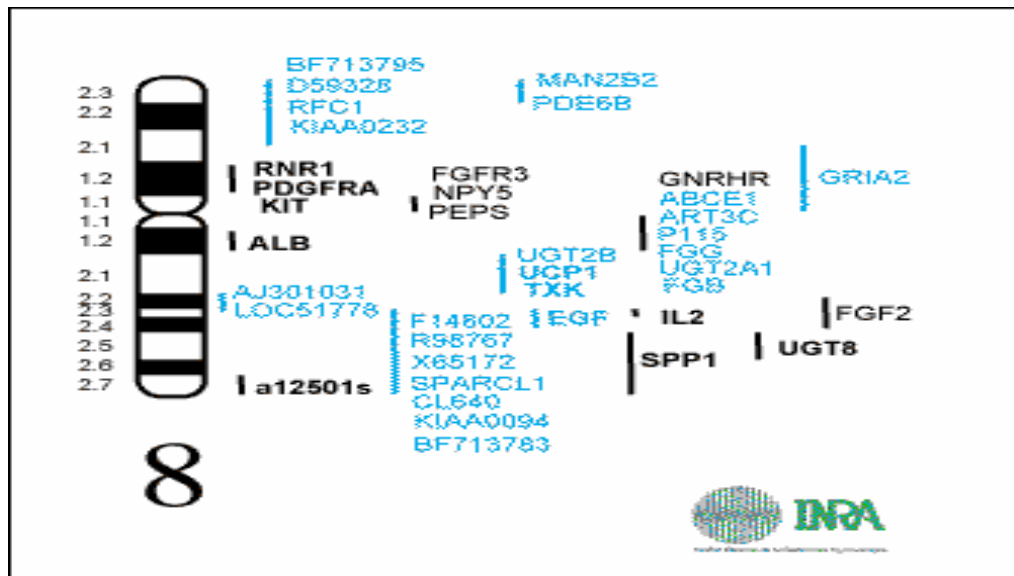 2.3
2.2
2.1
1.2
1.1
1.1
1.2
2.1
2.2
2.3
2.4
2.5
2.6
2.7
8
BF713795
D59328
RFC1
KIAA0232
MAN2B2
PDE6B
RNR1
PDGFRA
KIT
FGFR3
NPY5
PEPS
GNRHR
ABCE1
ART3C
P115
FGG
UGT2A1
FGB
GRIA2
ALB
UGT2B
UCP1
TXK
AJ301031
LOC51778
F14802
R98767
X65172
SPARCL1
CL640
KIAA0094
BF713783
EGF
IL2
FGF2
SPP1
UGT8
a12501s
INRA